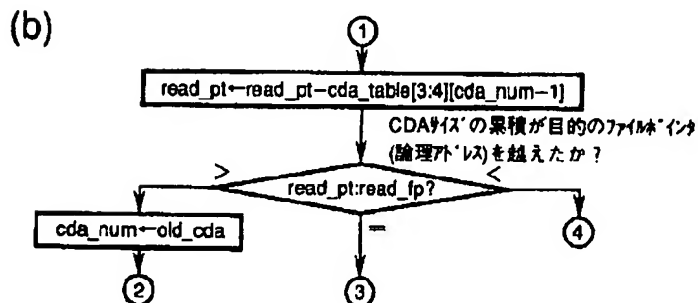 (b)
1
read_pt←read_pt−cda_table[3:4][cda_num−1]
CDAサイズの累積が目的のファイルポインタ
(論理アドレス)を越えたか?
> <
read_pt:read_fp?
cda_num←old_cda
=
4
2 3